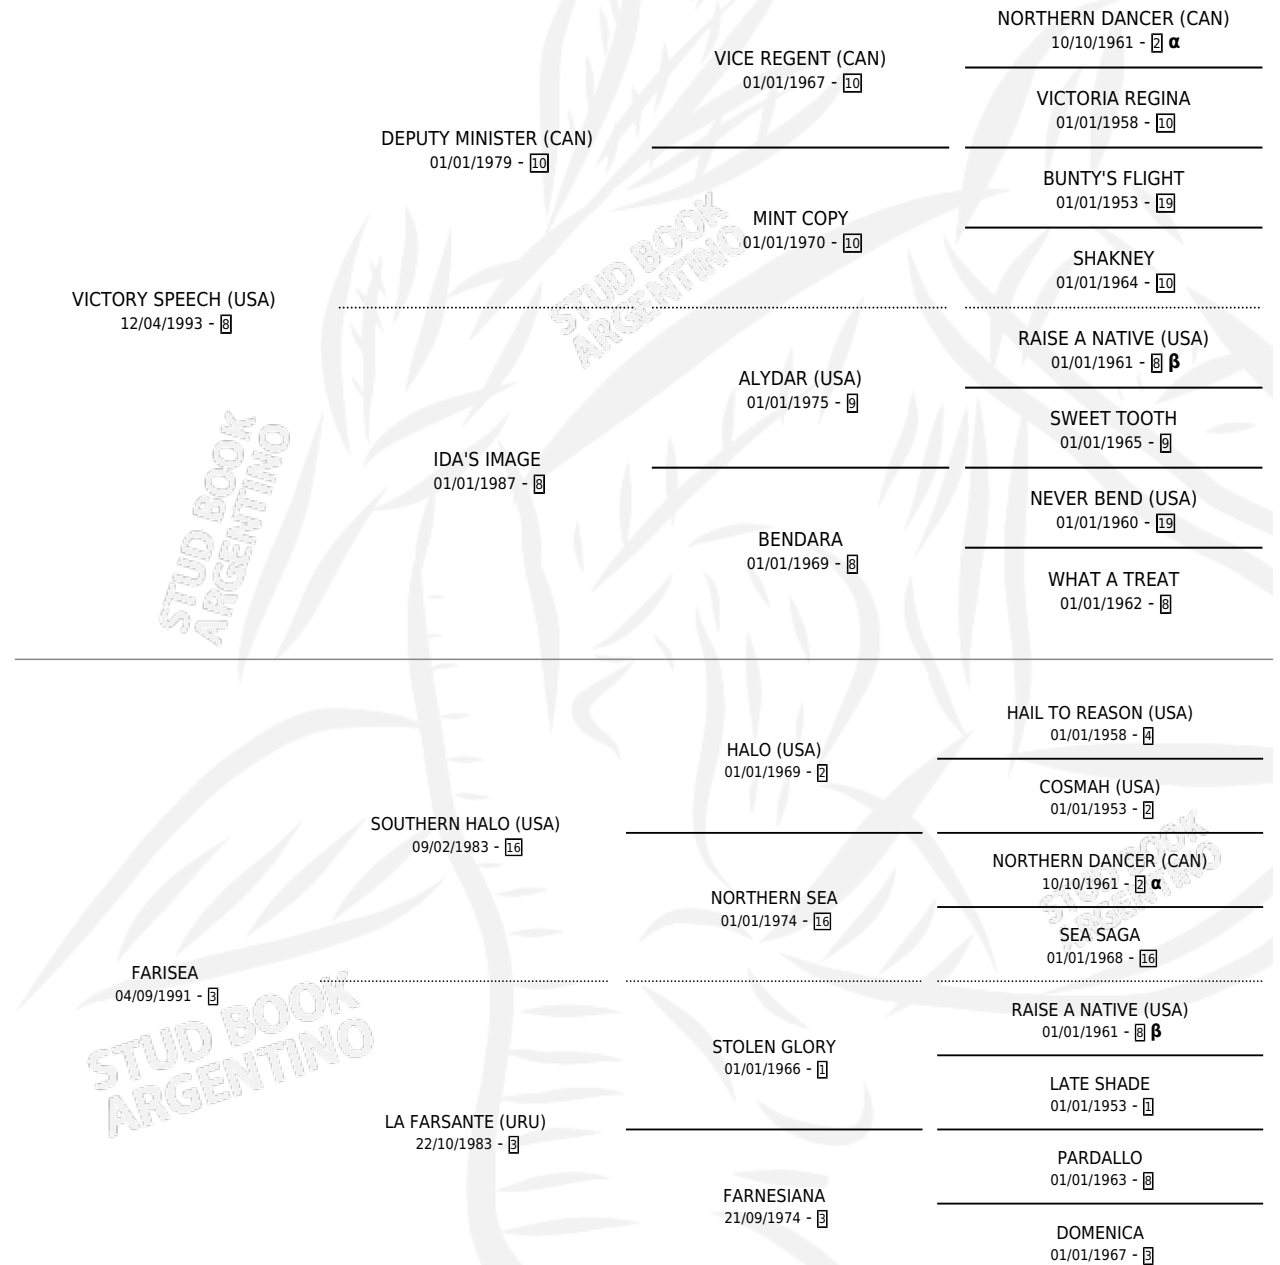 NORTHERN DANCER (CAN)
10/10/1961 - 2 α
VICE REGENT (CAN)
01/01/1967 - 10
VICTORIA REGINA
01/01/1958 - 10
DEPUTY MINISTER (CAN)
01/01/1979 - 10
BUNTY'S FLIGHT
01/01/1953 - 19
MINT COPY
01/01/1970 - 10
SHAKNEY
01/01/1964 - 10
VICTORY SPEECH (USA)
12/04/1993 - 8
RAISE A NATIVE (USA)
01/01/1961 - 8 β
ALYDAR (USA)
01/01/1975 - 9
SWEET TOOTH
01/01/1965 - 9
IDA'S IMAGE
01/01/1987 - 8
NEVER BEND (USA)
01/01/1960 - 19
BENDARA
01/01/1969 - 8
WHAT A TREAT
01/01/1962 - 8
HAIL TO REASON (USA)
01/01/1958 - 4
HALO (USA)
01/01/1969 - 2
COSMAH (USA)
01/01/1953 - 2
SOUTHERN HALO (USA)
09/02/1983 - 16
NORTHERN DANCER (CAN)
10/10/1961 - 2 α
NORTHERN SEA
01/01/1974 - 16
SEA SAGA
01/01/1968 - 16
FARISEA
04/09/1991 - 3
RAISE A NATIVE (USA)
01/01/1961 - 8 β
STOLEN GLORY
01/01/1966 - 1
LATE SHADE
01/01/1953 - 1
LA FARSANTE (URU)
22/10/1983 - 3
PARDALLO
01/01/1963 - 8
FARNESIANA
21/09/1974 - 3
DOMENICA
01/01/1967 - 3
STUD BOOK
ARGENTINO
STUD BOOK
ARGENTINO
STUD BOOK
ARGENTINO
STUD BOOK
ARGENTINO